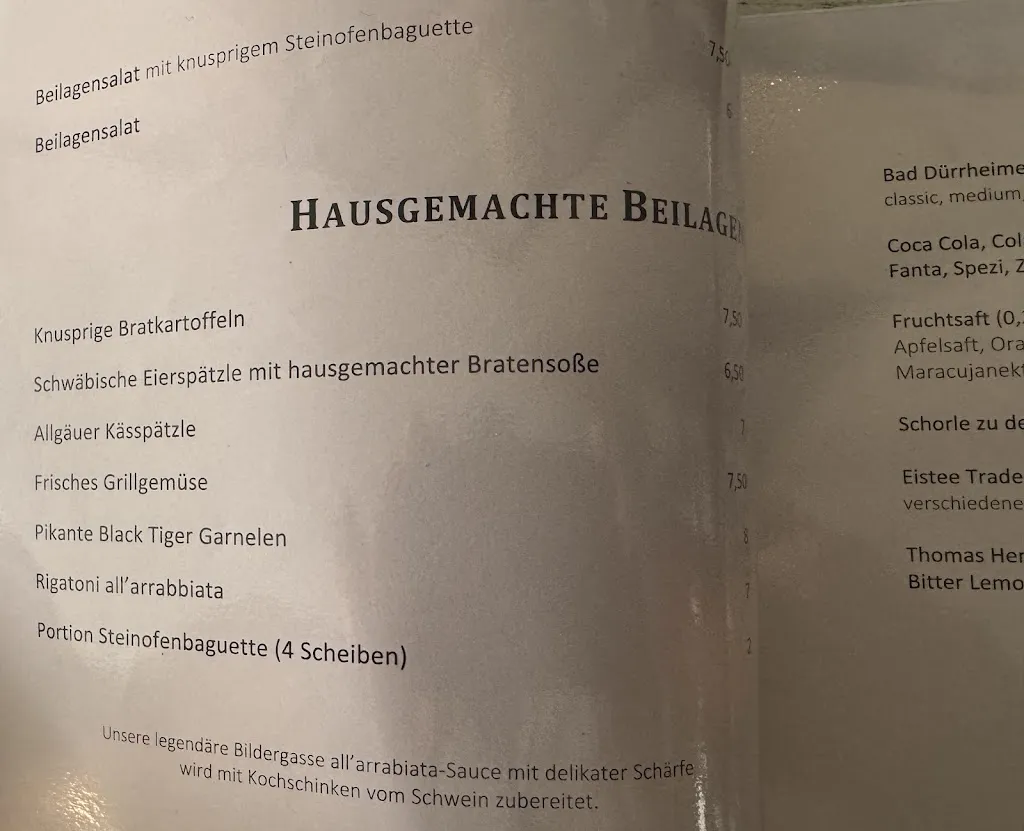 Beilagensalat mit knusprigem Steinofenbaguette 7,50
Beilagensalat 6
HAUSGEMACHTE BEILAGEN
Knusprige Bratkartoffeln 7,50
Schwäbische Eierspätzle mit hausgemachter Bratensoße 6,50
Allgäuer Kässpätzle 7
Frisches Grillgemüse 7,50
Pikante Black Tiger Garnelen 8
Rigatoni all'arrabbiata 7
Portion Steinofenbaguette (4 Scheiben) 2
Unsere legendäre Bildergasse all'arrabiata-Sauce mit delikater Schärfe
wird mit Kochschinken vom Schwein zubereitet.
Bad Dürrheime
classic, medium,
Coca Cola, Col
Fanta, Spezi, Z
Fruchtsaft (0,
Apfelsaft, Ora
Maracujanekt
Schorle zu de
Eistee Trade
verschiedene
Thomas Hen
Bitter Lemo